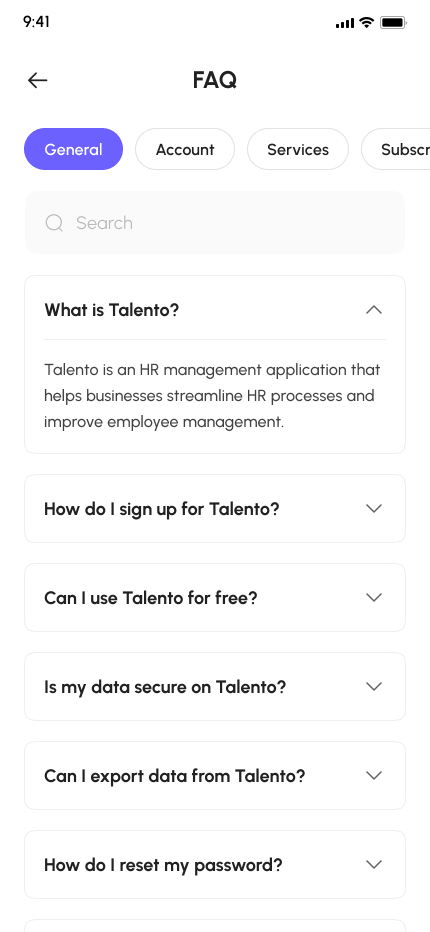 9:41
FAQ
General Account Services Subscr
Search
What is Talento?
Talento is an HR management application that
helps businesses streamline HR processes and
improve employee management.
How do I sign up for Talento?
Can I use Talento for free?
Is my data secure on Talento?
Can I export data from Talento?
How do I reset my password?